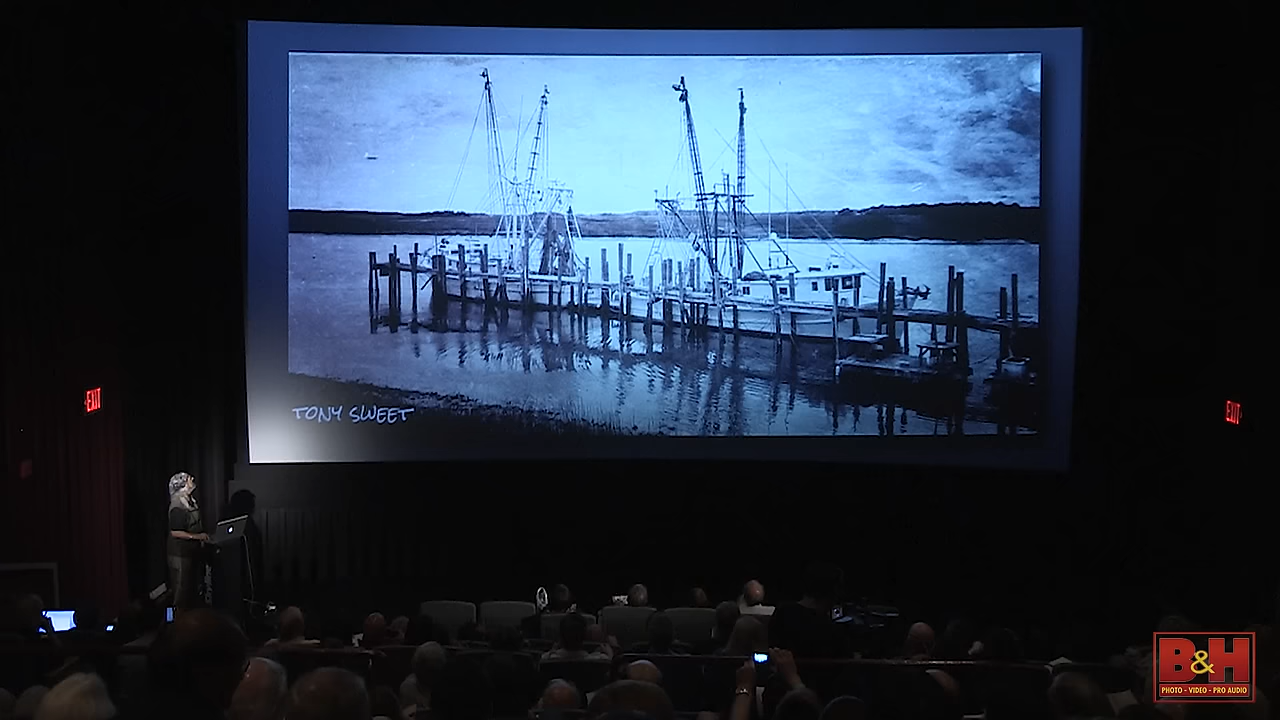 TONY SWEET
EXIT
EXIT
B&H
PHOTO - VIDEO - PRO AUDIO